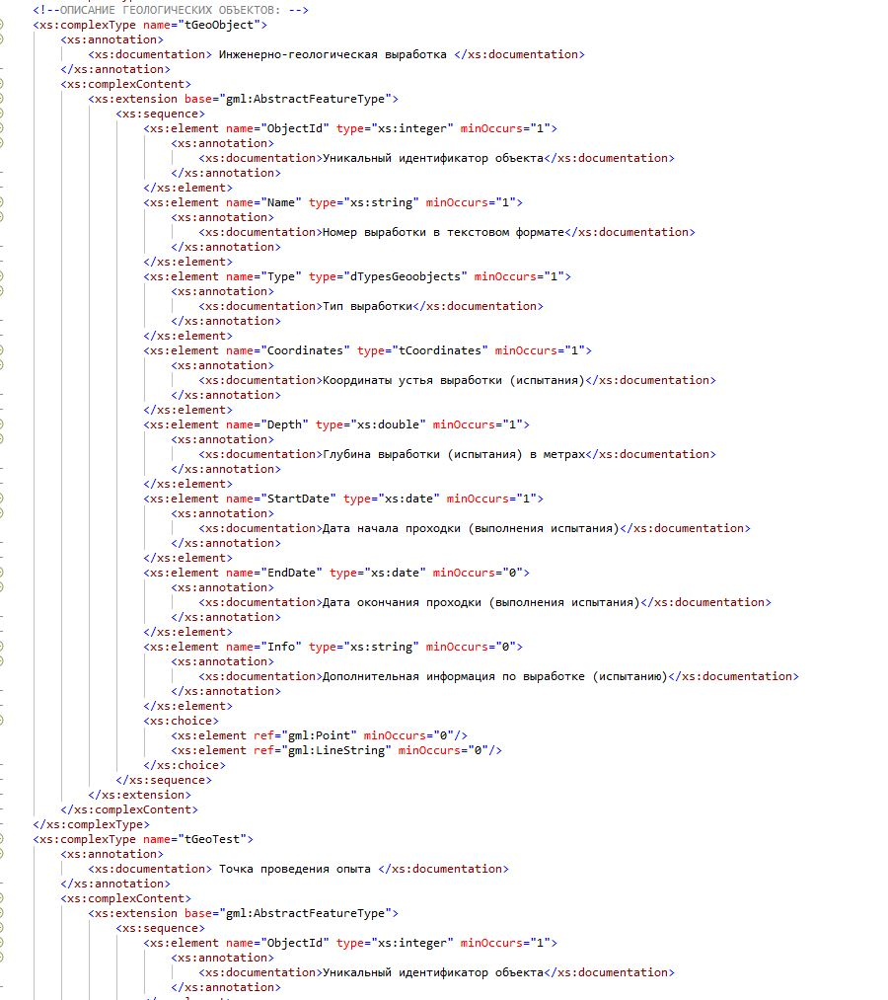 <!--ОПИСАНИЕ ГЕОЛОГИЧЕСКИХ ОБЪЕКТОВ: -->
<xs:complexType name="tGeoObject">
<xs:annotation>
<xs:documentation> Инженерно-геологическая выработка </xs:documentation>
</xs:annotation>
<xs:complexContent>
<xs:extension base="gml:AbstractFeatureType">
<xs:sequence>
<xs:element name="ObjectId" type="xs:integer" minOccurs="1">
<xs:annotation>
<xs:documentation>Уникальный идентификатор объекта</xs:documentation>
</xs:annotation>
</xs:element>
<xs:element name="Name" type="xs:string" minOccurs="1">
<xs:annotation>
<xs:documentation>Номер выработки в текстовом формате</xs:documentation>
</xs:annotation>
</xs:element>
<xs:element name="Type" type="dTypesGeoobjects" minOccurs="1">
<xs:annotation>
<xs:documentation>Тип выработки</xs:documentation>
</xs:annotation>
</xs:element>
<xs:element name="Coordinates" type="tCoordinates" minOccurs="1">
<xs:annotation>
<xs:documentation>Координаты устья выработки (испытания)</xs:documentation>
</xs:annotation>
</xs:element>
<xs:element name="Depth" type="xs:double" minOccurs="1">
<xs:annotation>
<xs:documentation>Глубина выработки (испытания) в метрах</xs:documentation>
</xs:annotation>
</xs:element>
<xs:element name="StartDate" type="xs:date" minOccurs="1">
<xs:annotation>
<xs:documentation>Дата начала проходки (выполнения испытания)</xs:documentation>
</xs:annotation>
</xs:element>
<xs:element name="EndDate" type="xs:date" minOccurs="0">
<xs:annotation>
<xs:documentation>Дата окончания проходки (выполнения испытания)</xs:documentation>
</xs:annotation>
</xs:element>
<xs:element name="Info" type="xs:string" minOccurs="0">
<xs:annotation>
<xs:documentation>Дополнительная информация по выработке (испытанию)</xs:documentation>
</xs:annotation>
</xs:element>
<xs:choice>
<xs:element ref="gml:Point" minOccurs="0"/>
<xs:element ref="gml:LineString" minOccurs="0"/>
</xs:choice>
</xs:sequence>
</xs:extension>
</xs:complexContent>
</xs:complexType>
<xs:complexType name="tGeoTest">
<xs:annotation>
<xs:documentation> Точка проведения опыта </xs:documentation>
</xs:annotation>
<xs:complexContent>
<xs:extension base="gml:AbstractFeatureType">
<xs:sequence>
<xs:element name="ObjectId" type="xs:integer" minOccurs="1">
<xs:annotation>
<xs:documentation>Уникальный идентификатор объекта</xs:documentation>
</xs:annotation>